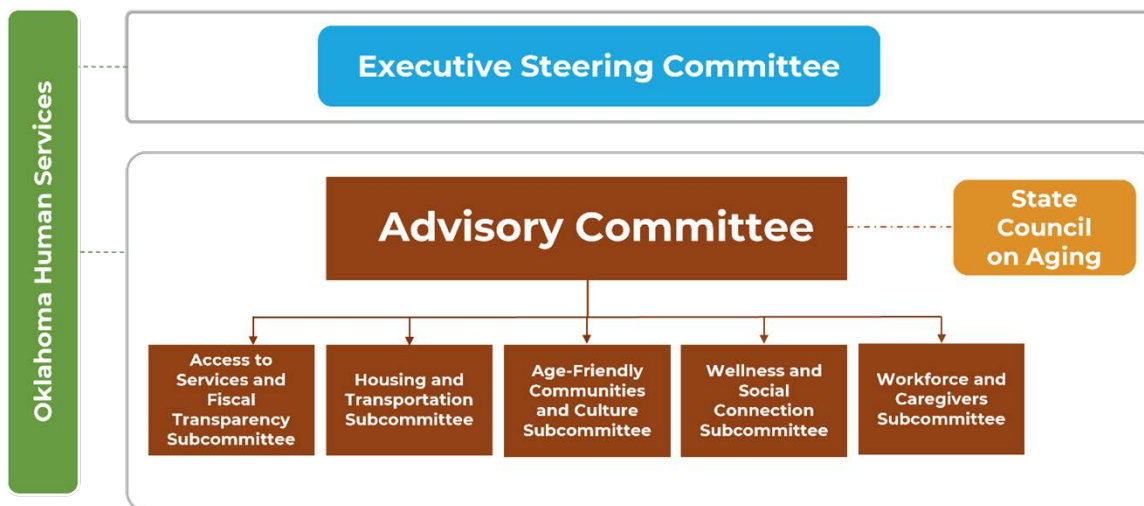 Oklahoma Human Services
Executive Steering Committee
Advisory Committee
State
Council
on Aging
Access to
Services and
Fiscal
Transparency
Subcommittee
Housing and
Transportation
Subcommittee
Age-Friendly
Communities
and Culture
Subcommittee
Wellness and
Social
Connection
Subcommittee
Workforce and
Caregivers
Subcommittee